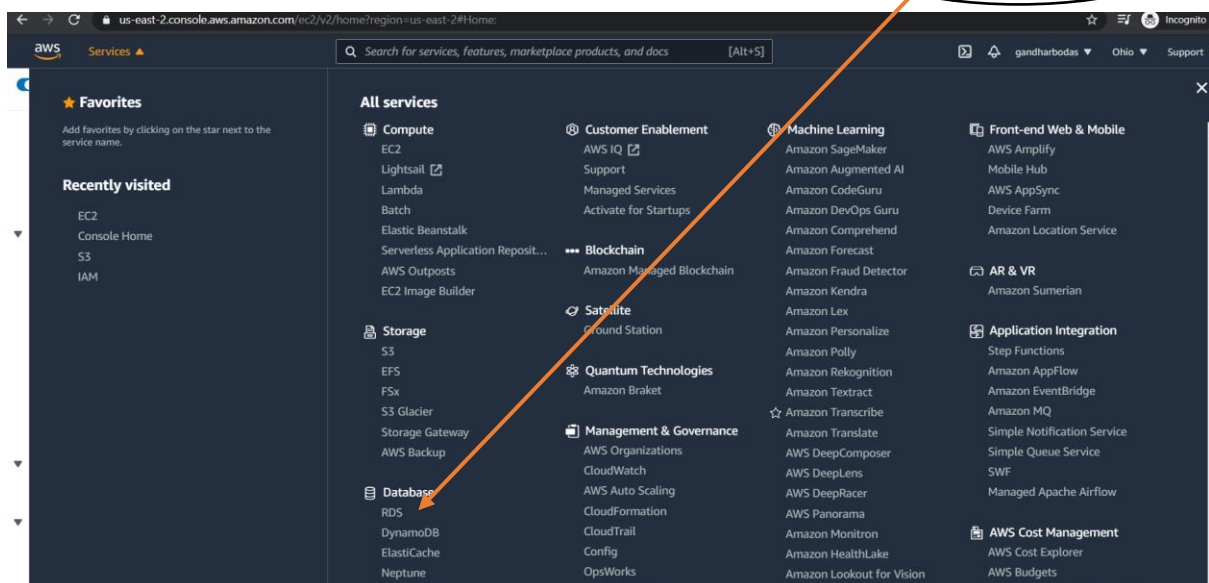 us-east-2.console.aws.amazon.com/ec2/v2/home?region=us-east-2#Home:
Incognito
aws
Services ▲
Search for services, features, marketplace products, and docs [Alt+S]
gandharbodas ▼
Ohio ▼
Support
Favorites
Add favorites by clicking on the star next to the
service name.
Recently visited
EC2
Console Home
S3
IAM
All services
Compute
EC2
Lightsail
Lambda
Batch
Elastic Beanstalk
Serverless Application Reposit...
AWS Outposts
EC2 Image Builder
Storage
S3
EFS
FSx
S3 Glacier
Storage Gateway
AWS Backup
Database
RDS
DynamoDB
ElastiCache
Neptune
Customer Enablement
AWS IQ
Support
Managed Services
Activate for Startups
Blockchain
Amazon Managed Blockchain
Satellite
Ground Station
Quantum Technologies
Amazon Braket
Management & Governance
AWS Organizations
CloudWatch
AWS Auto Scaling
CloudFormation
CloudTrail
Config
OpsWorks
Machine Learning
Amazon SageMaker
Amazon Augmented AI
Amazon CodeGuru
Amazon DevOps Guru
Amazon Comprehend
Amazon Forecast
Amazon Fraud Detector
Amazon Kendra
Amazon Lex
Amazon Personalize
Amazon Polly
Amazon Rekognition
Amazon Textract
Amazon Transcribe
Amazon Translate
AWS DeepComposer
AWS DeepLens
AWS DeepRacer
AWS Panorama
Amazon Monitron
Amazon HealthLake
Amazon Lookout for Vision
Front-end Web & Mobile
AWS Amplify
Mobile Hub
AWS AppSync
Device Farm
Amazon Location Service
AR & VR
Amazon Sumerian
Application Integration
Step Functions
Amazon AppFlow
Amazon EventBridge
Amazon MQ
Simple Notification Service
Simple Queue Service
SWF
Managed Apache Airflow
AWS Cost Management
AWS Cost Explorer
AWS Budgets